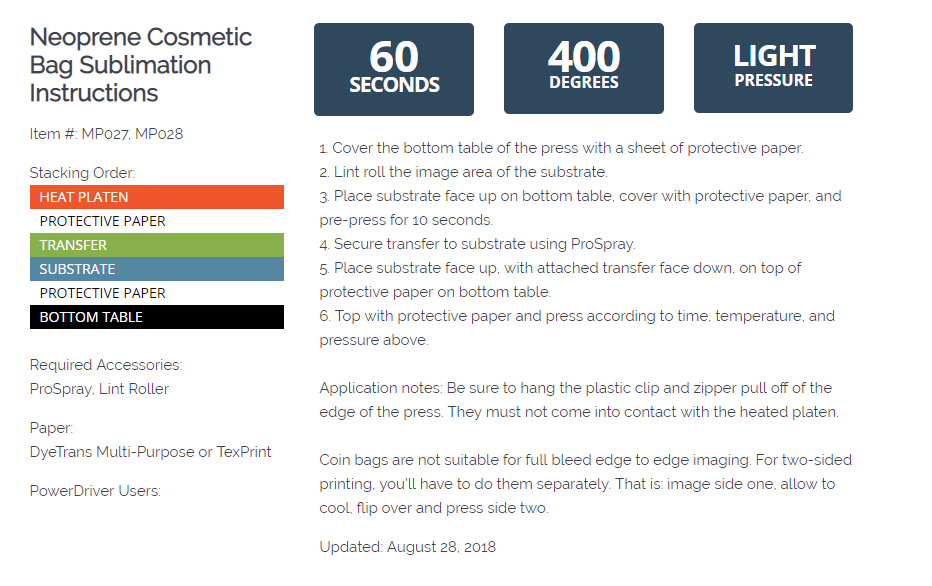 Neoprene Cosmetic
Bag Sublimation
Instructions
Item #: MP027, MP028
Stacking Order:
HEAT PLATEN
PROTECTIVE PAPER
TRANSFER
SUBSTRATE
PROTECTIVE PAPER
BOTTOM TABLE
Required Accessories:
ProSpray, Lint Roller
Paper:
DyeTrans Multi-Purpose or TexPrint
PowerDriver Users:
60
SECONDS
400
DEGREES
LIGHT
PRESSURE
1. Cover the bottom table of the press with a sheet of protective paper.
2. Lint roll the image area of the substrate.
3. Place substrate face up on bottom table, cover with protective paper, and
pre-press for 10 seconds.
4. Secure transfer to substrate using ProSpray.
5. Place substrate face up, with attached transfer face down, on top of
protective paper on bottom table.
6. Top with protective paper and press according to time, temperature, and
pressure above.
Application notes: Be sure to hang the plastic clip and zipper pull off of the
edge of the press. They must not come into contact with the heated platen.
Coin bags are not suitable for full bleed edge to edge imaging. For two-sided
printing, you'll have to do them separately. That is: image side one, allow to
cool, flip over and press side two.
Updated: August 28, 2018